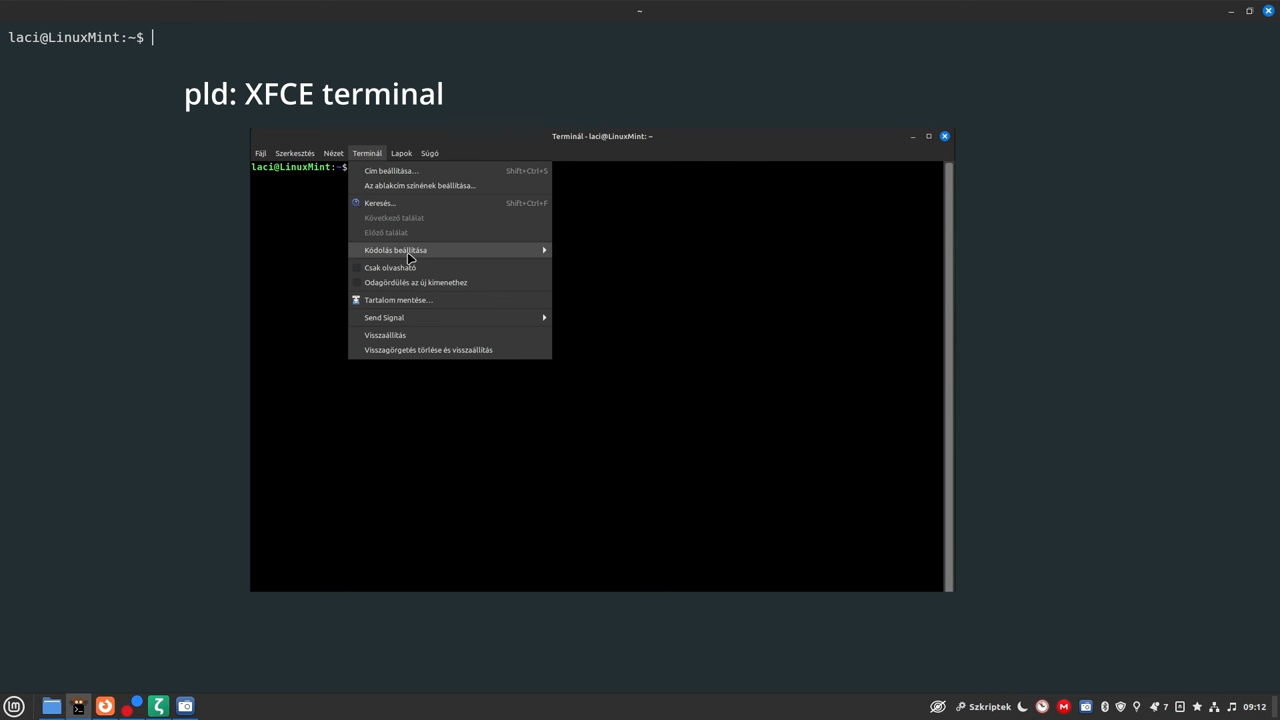 ~
laci@LinuxMint:~$
pld: XFCE terminal
Terminál - laci@LinuxMint: ~
Fájl Szerkesztés Nézet Terminál Lapok Súgó
laci@LinuxMint:~$
Cím beállítása… Shift+Ctrl+S
Az ablakcím színének beállítása...
Keresés... Shift+Ctrl+F
Következő találat
Előző találat
Kódolás beállítása
Csak olvasható
Odagördülés az új kimenethez
Tartalom mentése…
Send Signal
Visszaállítás
Visszagörgetés törlése és visszaállítás
Szkriptek 7 09:12